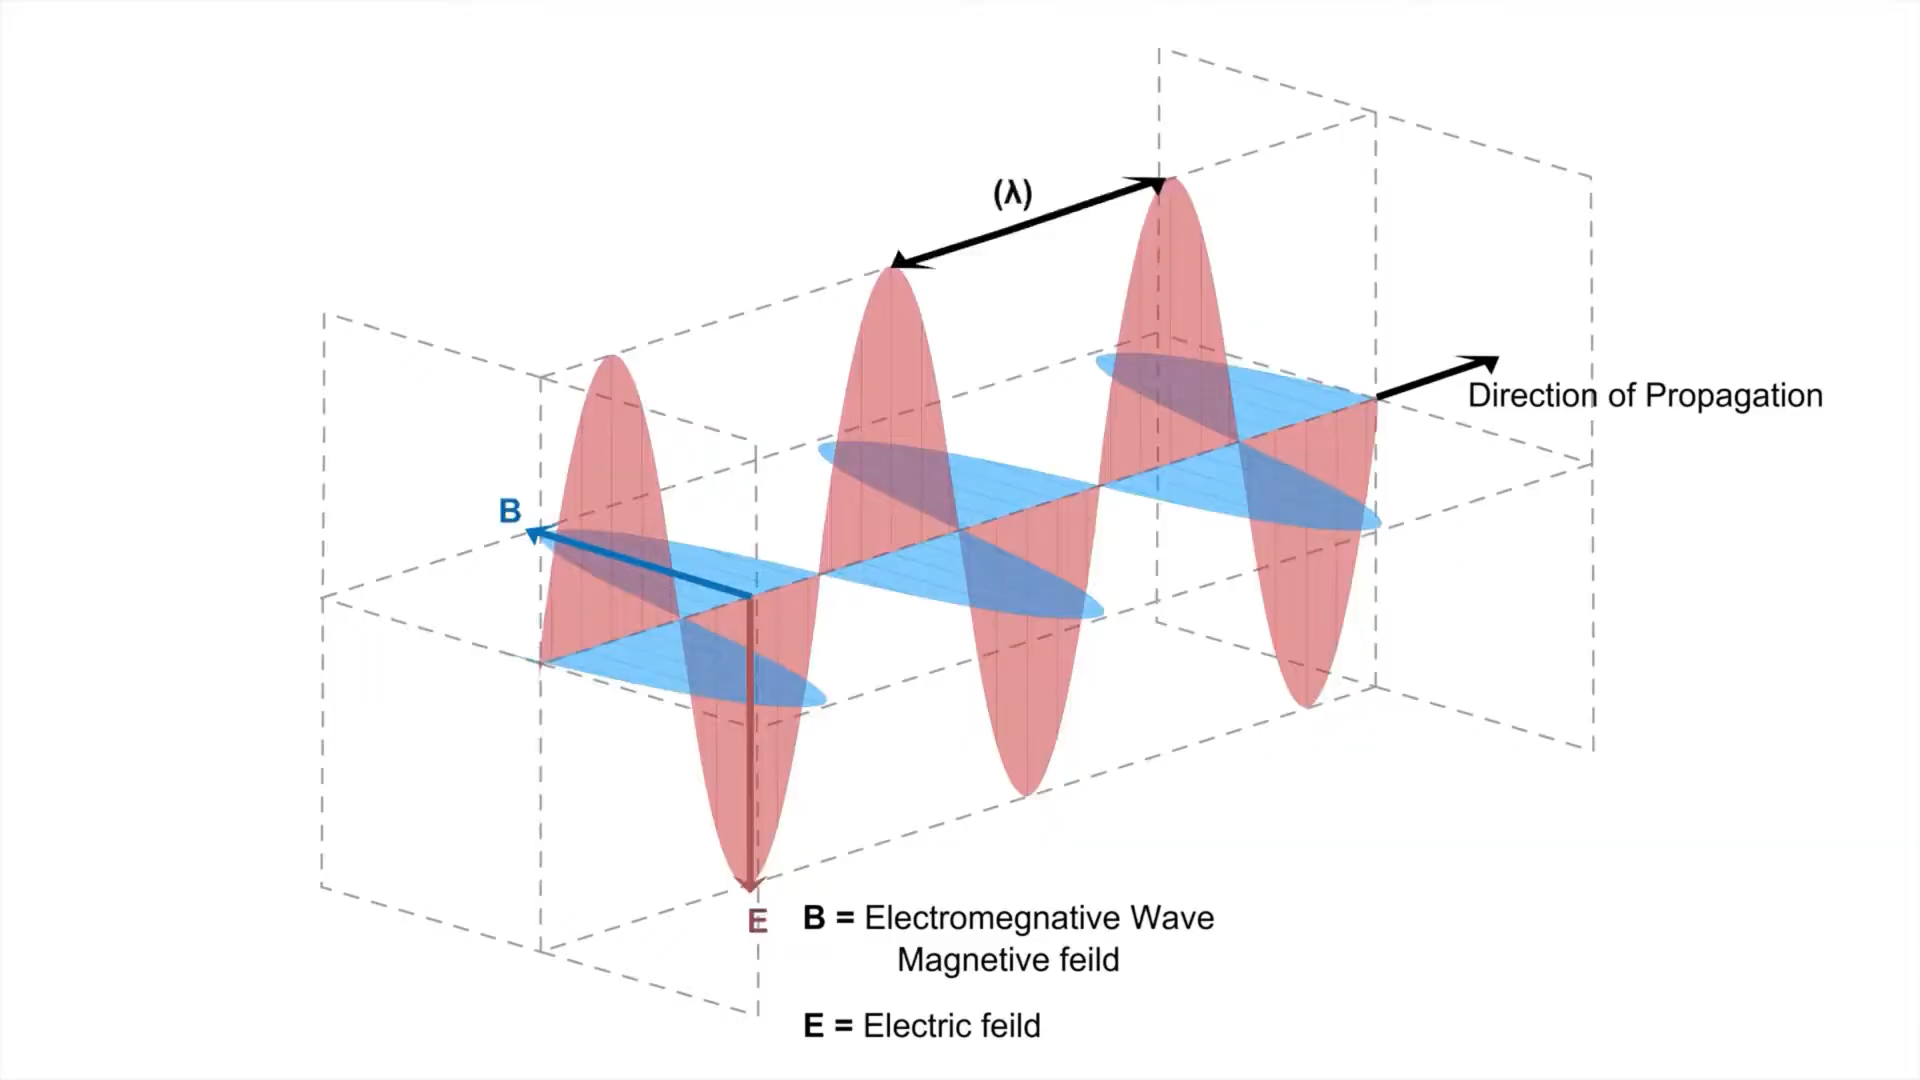 (λ)
Direction of Propagation
B
E
B = Electromegnative Wave
Magnetive feild
E = Electric feild